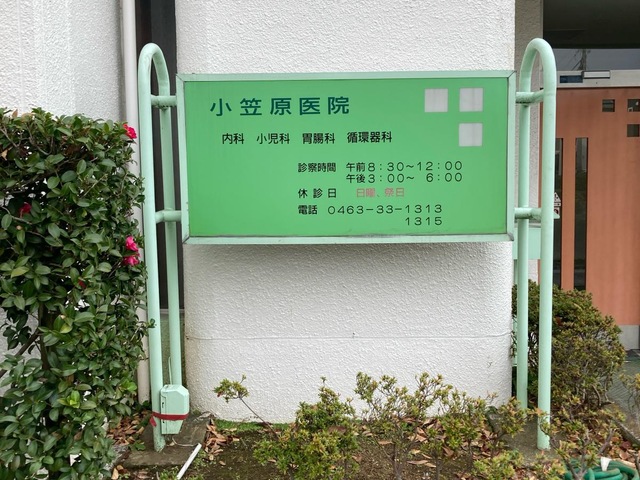 小笠原医院
内科 小児科 胃腸科 循環器科
診察時間 午前8:30～12:00
午後3:00～ 6:00
休診日 日曜、祭日
電話 0463-33-1313
1315